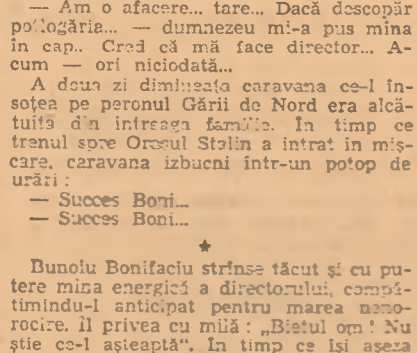 — Am o afacere... tare... Dacă descopăr
potlogăria... — dumnezeu mi-a pus mîna
în cap.. Cred că mă face director... A-
cum — ori niciodată...
A doua zi dimineața caravana ce-l în-
soțea pe peronul Gării de Nord era alcă-
tuită din întreaga familie. În timp ce
trenul spre Orașul Stalin a intrat în miș-
care, caravana izbucni într-un potop de
urări :
— Succes Boni...
— Succes Boni...
★
Bunoiu Bonifaciu strînse tăcut și cu pu-
tere mîna energică a directorului, compă-
timindu-l anticipat pentru marea neno-
rocire. îl privea cu milă : „Bietul om ! Nu
știe ce-l așteaptă". În timp ce își așeza